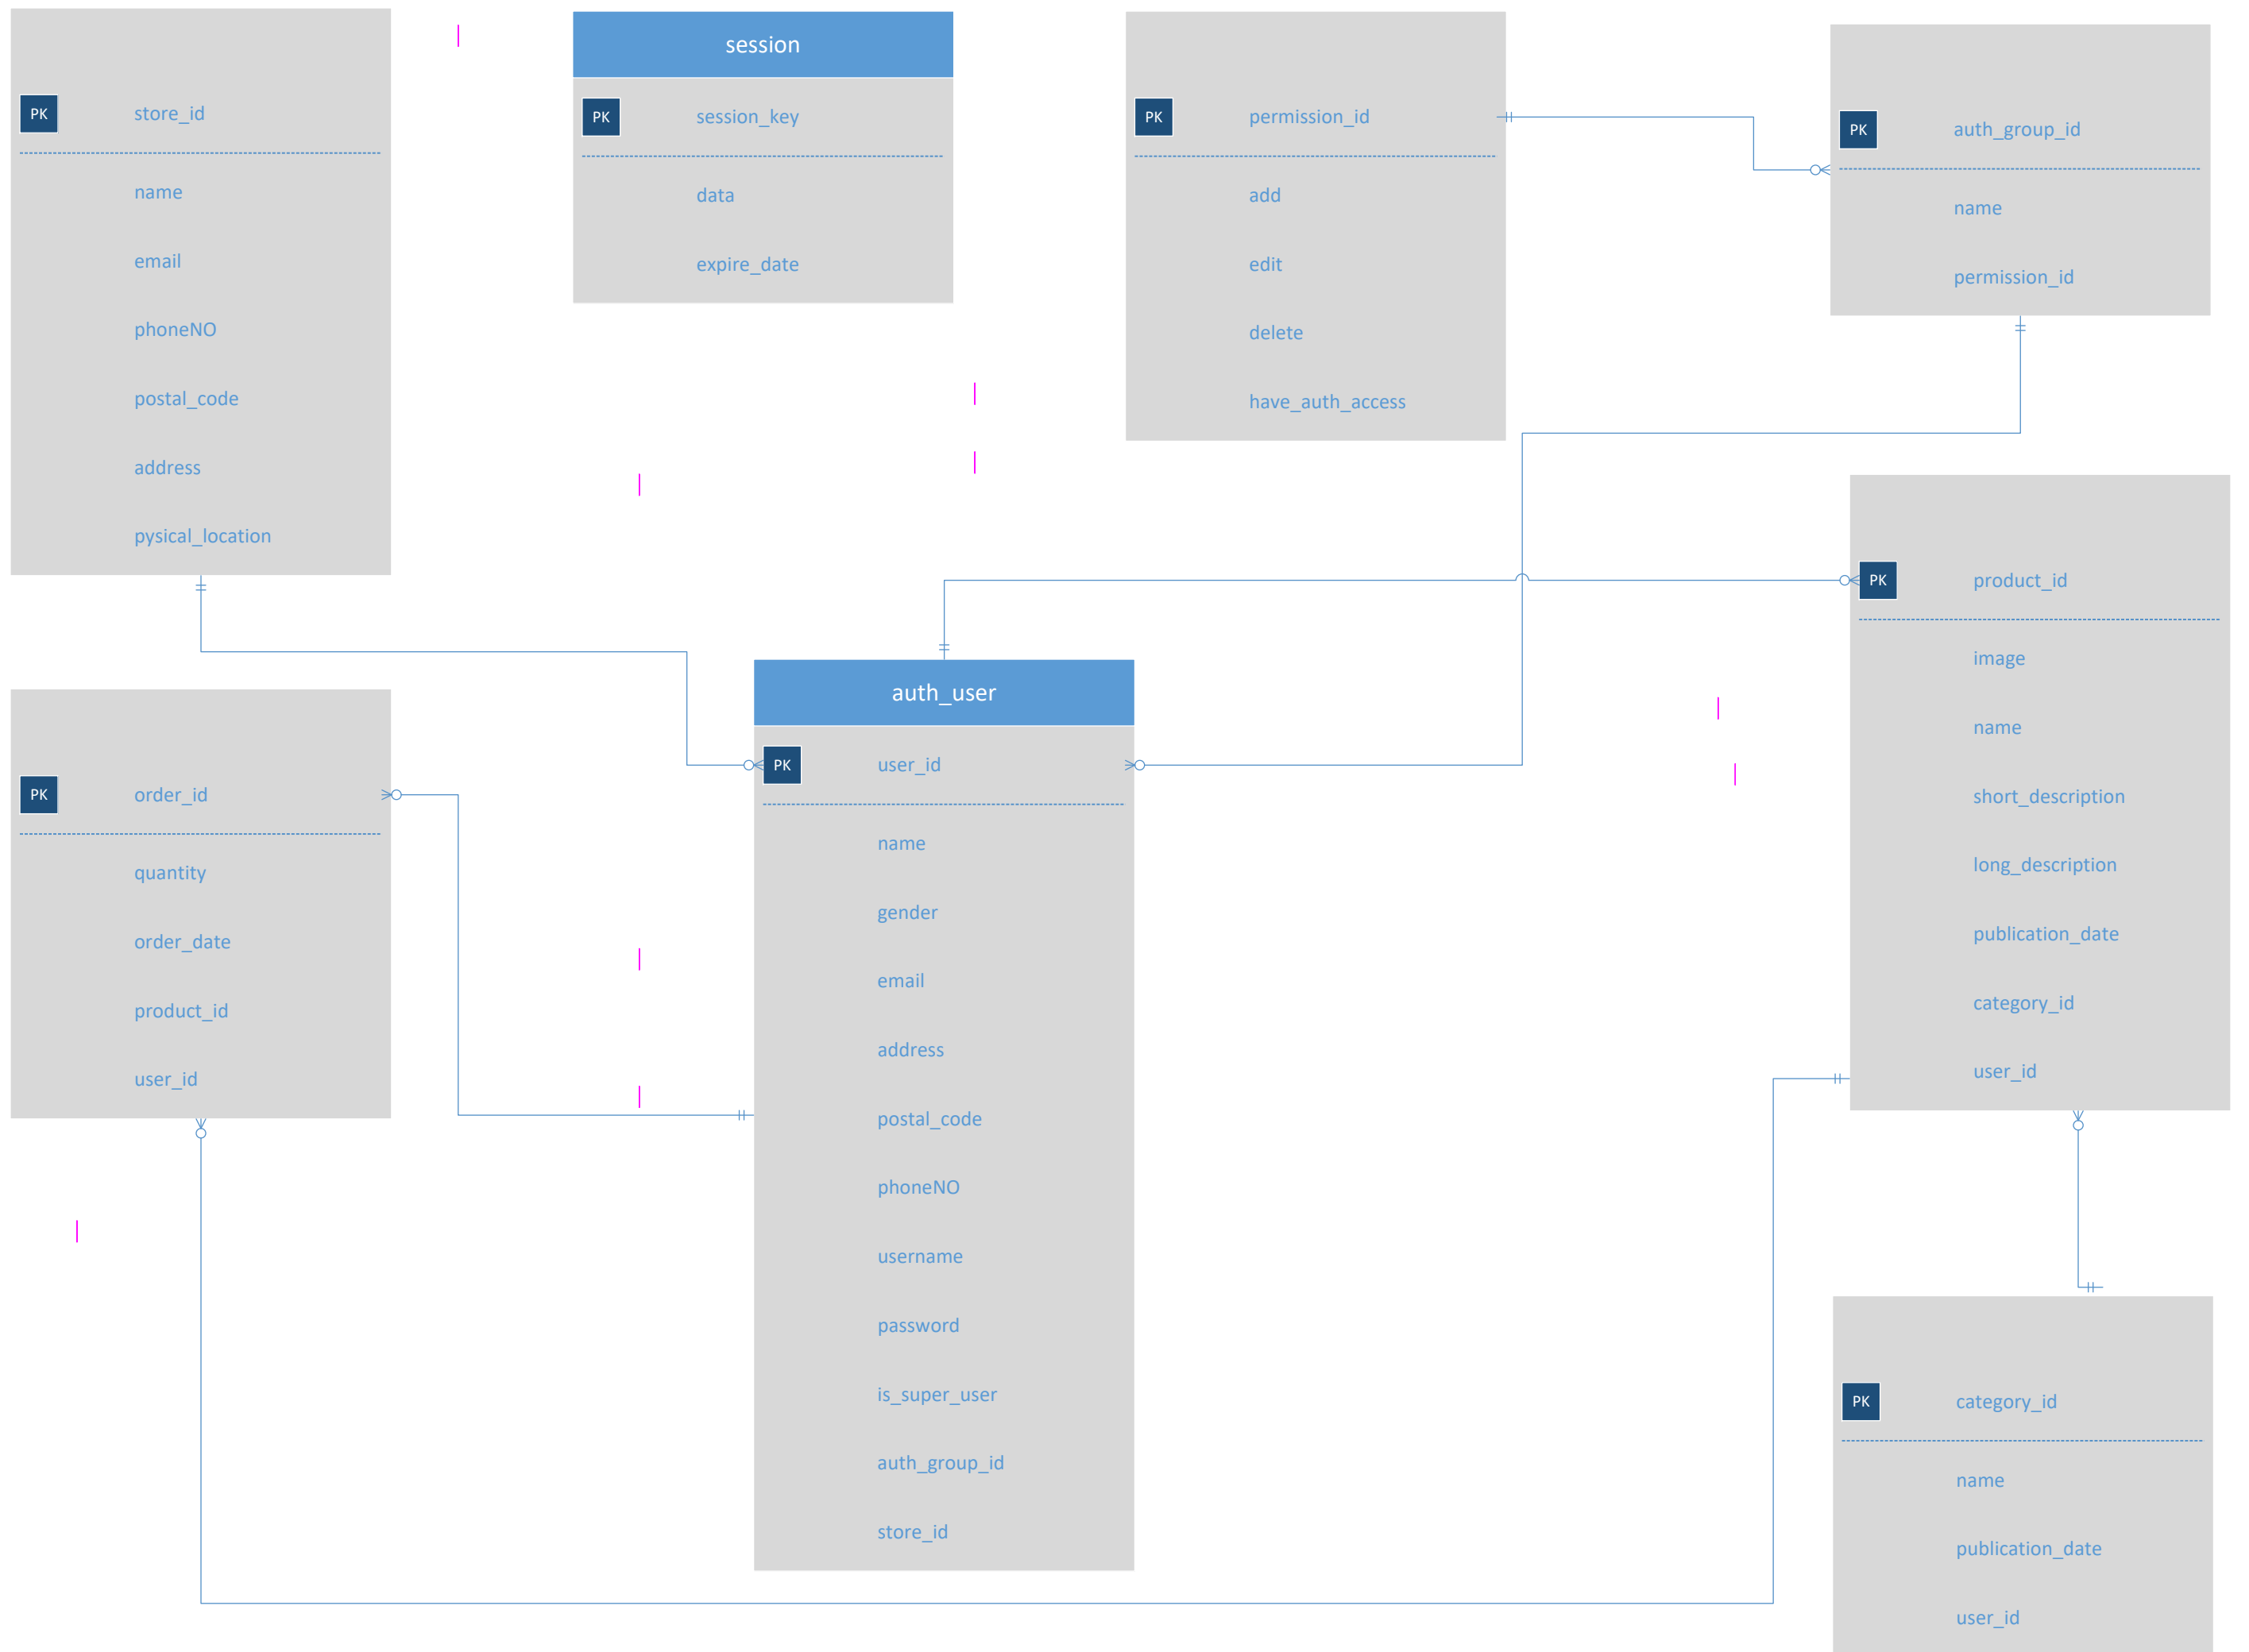 PK store_id
name
email
phoneNO
postal_code
address
pysical_location
session
PK session_key
data
expire_date
PK permission_id
add
edit
delete
have_auth_access
PK auth_group_id
name
permission_id
PK order_id
quantity
order_date
product_id
user_id
auth_user
PK user_id
name
gender
email
address
postal_code
phoneNO
username
password
is_super_user
auth_group_id
store_id
PK product_id
image
name
short_description
long_description
publication_date
category_id
user_id
PK category_id
name
publication_date
user_id